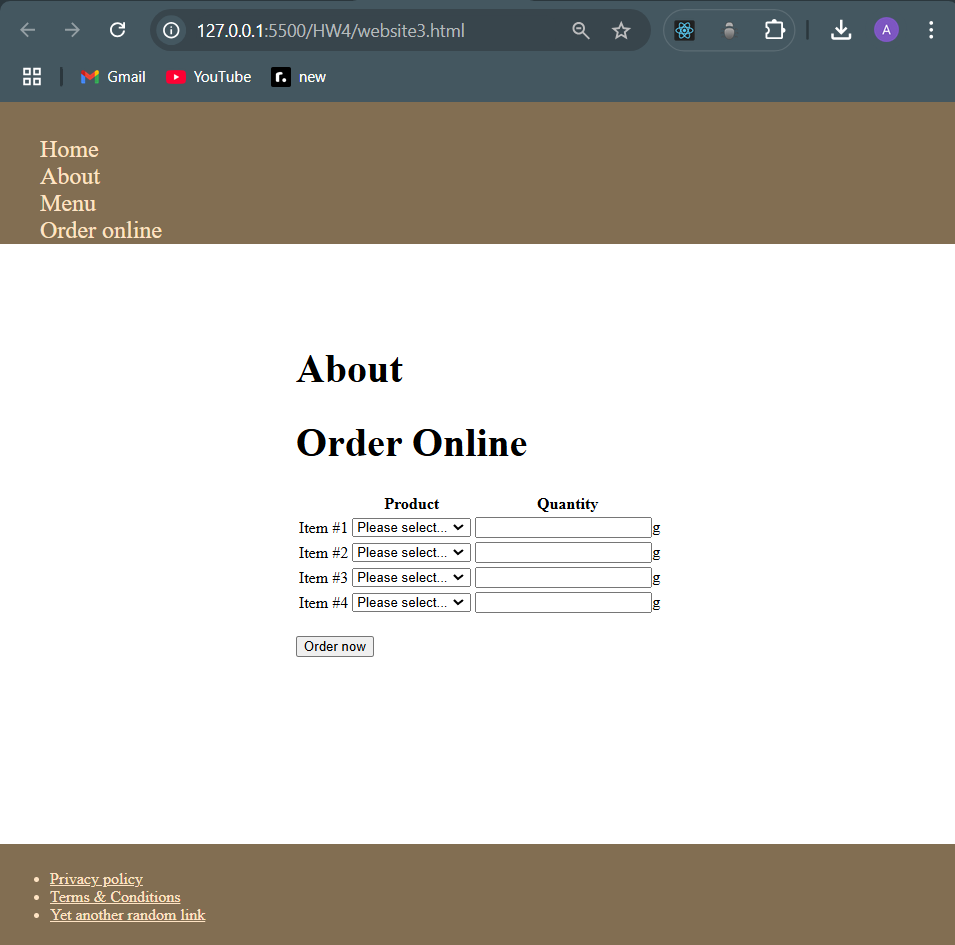 127.0.0.1:5500/HW4/website3.html
A
Gmail YouTube r. new
Home
About
Menu
Order online
About
Order Online
Product Quantity
Item #1 Please select... g
Item #2 Please select... g
Item #3 Please select... g
Item #4 Please select... g
Order now
Privacy policy
Terms & Conditions
Yet another random link